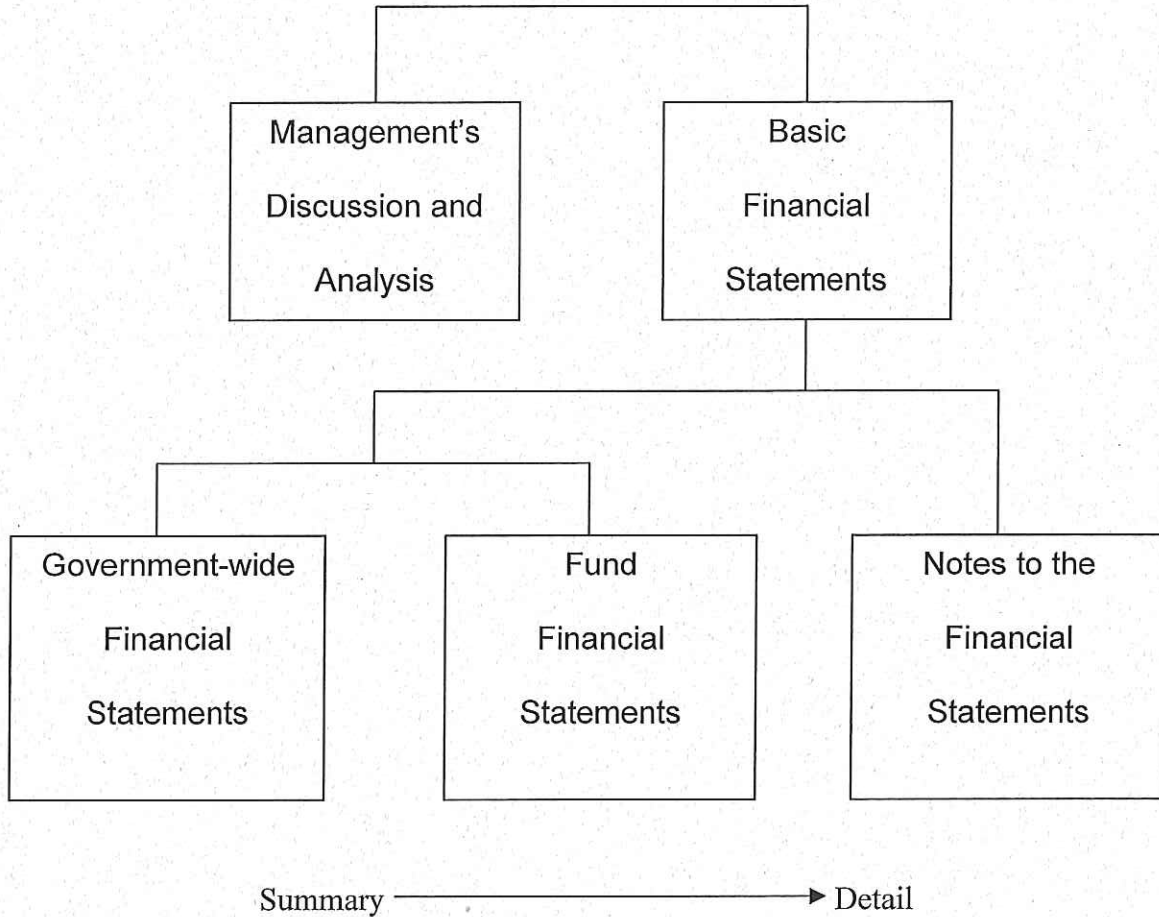 Management's
Discussion and
Analysis
Basic
Financial
Statements
Government-wide
Financial
Statements
Fund
Financial
Statements
Notes to the
Financial
Statements
Summary
Detail